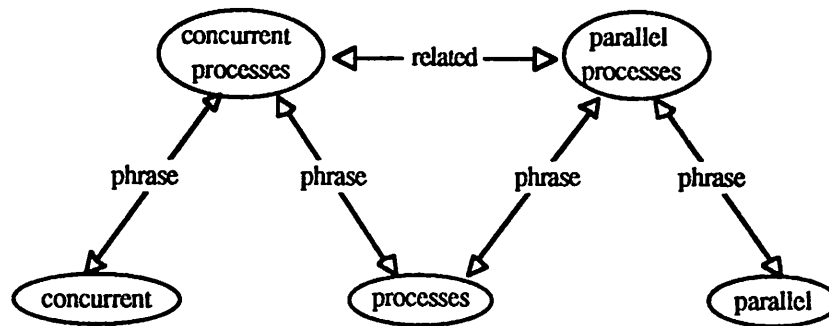 concurrent
processes
related
parallel
processes
phrase
phrase
phrase
phrase
concurrent
processes
parallel